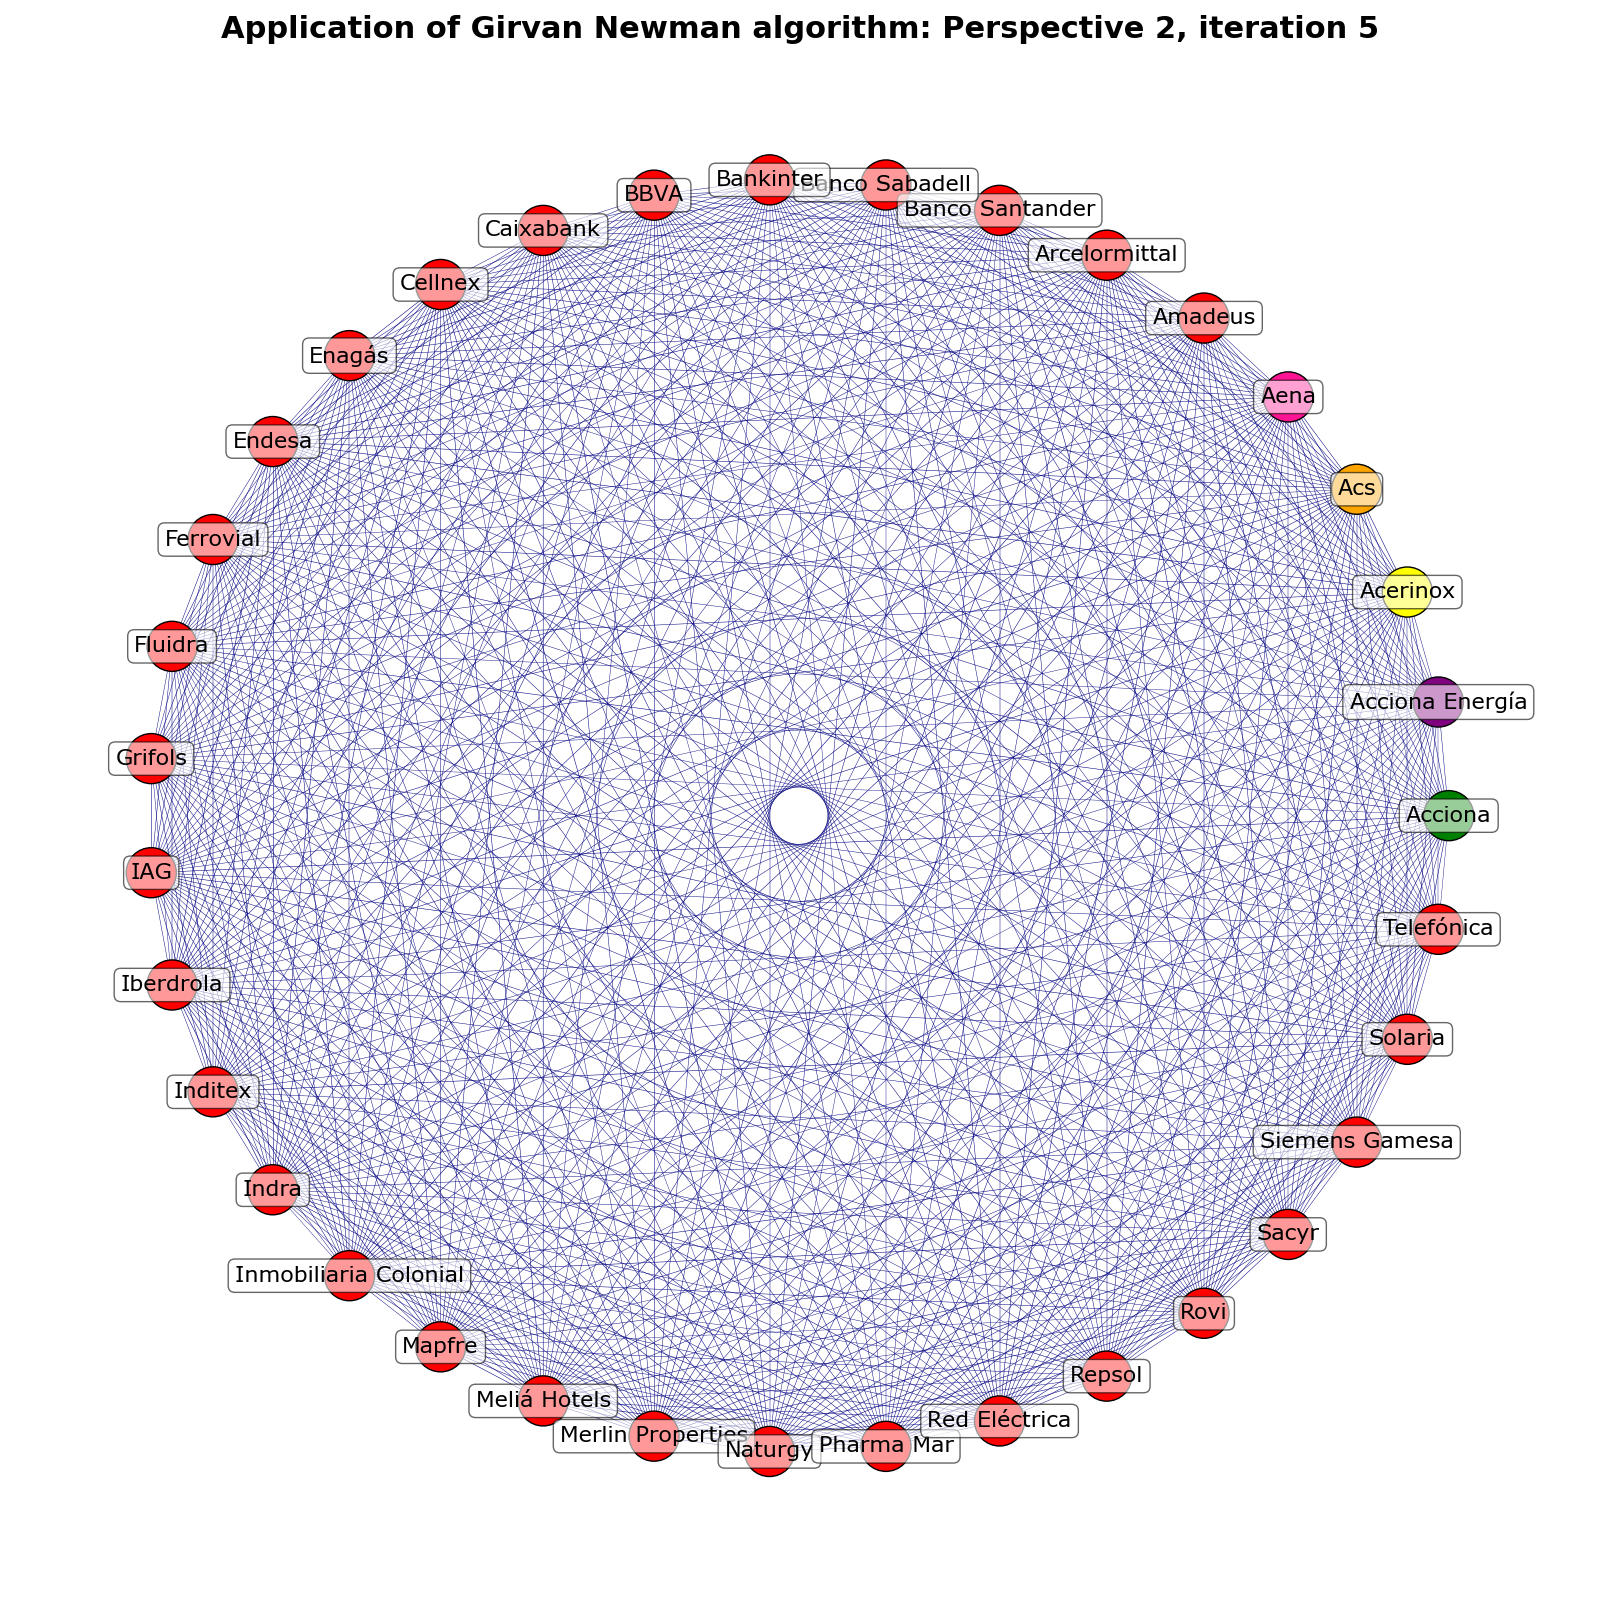 Application of Girvan Newman algorithm: Perspective 2, iteration 5
Bankinter
Banco Sabadell
BBVA
Banco Santander
Caixabank
Arcelormittal
Cellnex
Amadeus
Enagás
Aena
Endesa
Acs
Ferrovial
Acerinox
Fluidra
Acciona Energía
Grifols
Acciona
IAG
Telefónica
Iberdrola
Solaria
Inditex
Siemens Gamesa
Indra
Sacyr
Inmobiliaria Colonial
Rovi
Mapfre
Repsol
Meliá Hotels
Red Eléctrica
Merlin Properties
Naturgy
Pharma Mar